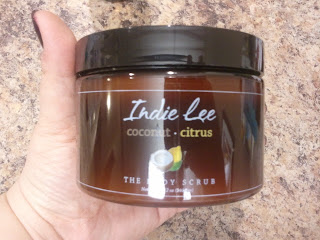 Indie Lee
coconut · citrus
THE BODY SCRUB